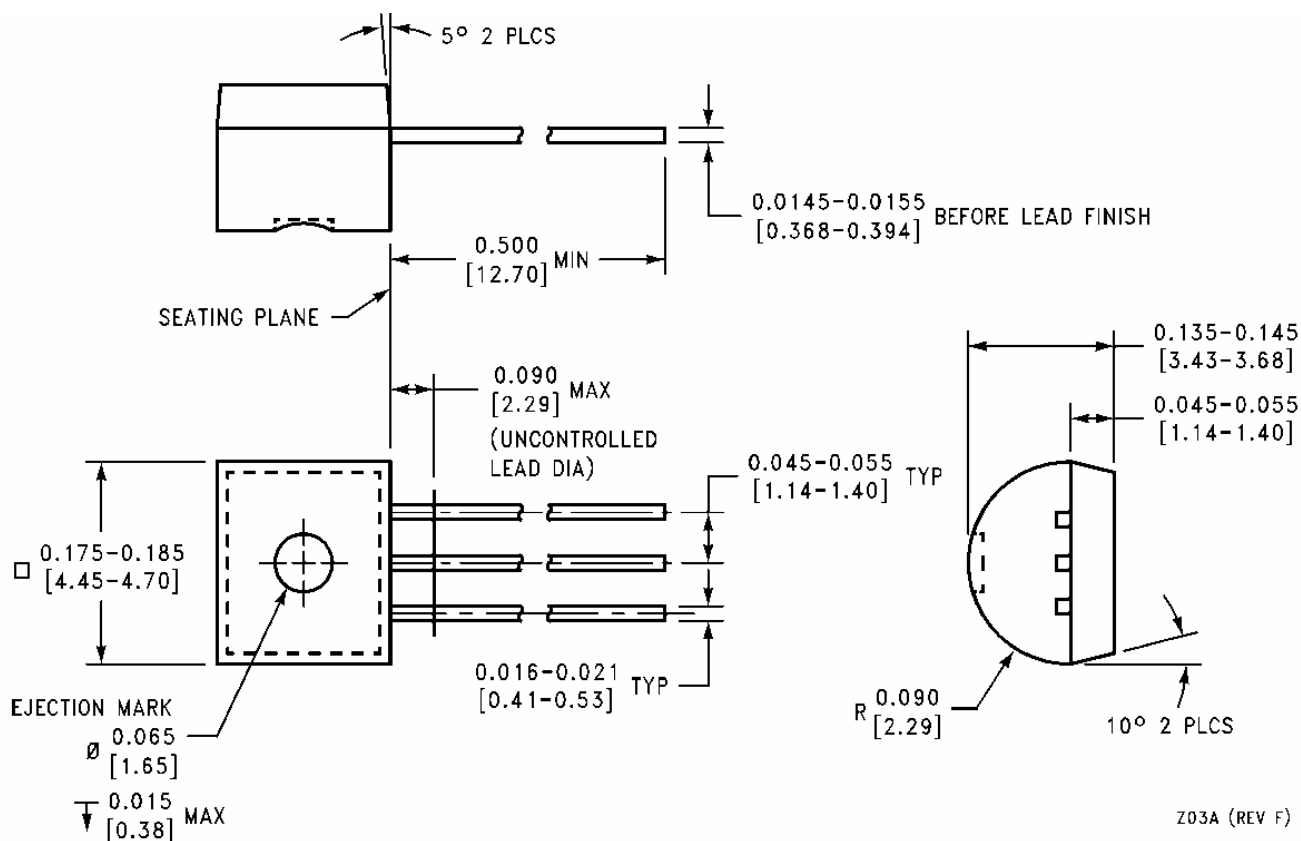 5° 2 PLCS
0.0145-0.0155
[0.368-0.394] BEFORE LEAD FINISH
0.500
[12.70] MIN
SEATING PLANE
0.135-0.145
[3.43-3.68]
0.090
[2.29] MAX
(UNCONTROLLED
LEAD DIA)
0.045-0.055
[1.14-1.40]
0.045-0.055
[1.14-1.40] TYP
0.175-0.185
[4.45-4.70]
0.016-0.021
[0.41-0.53] TYP
R 0.090
[2.29]
10° 2 PLCS
EJECTION MARK
Ø 0.065
[1.65]
0.015
[0.38] MAX
Z03A (REV F)